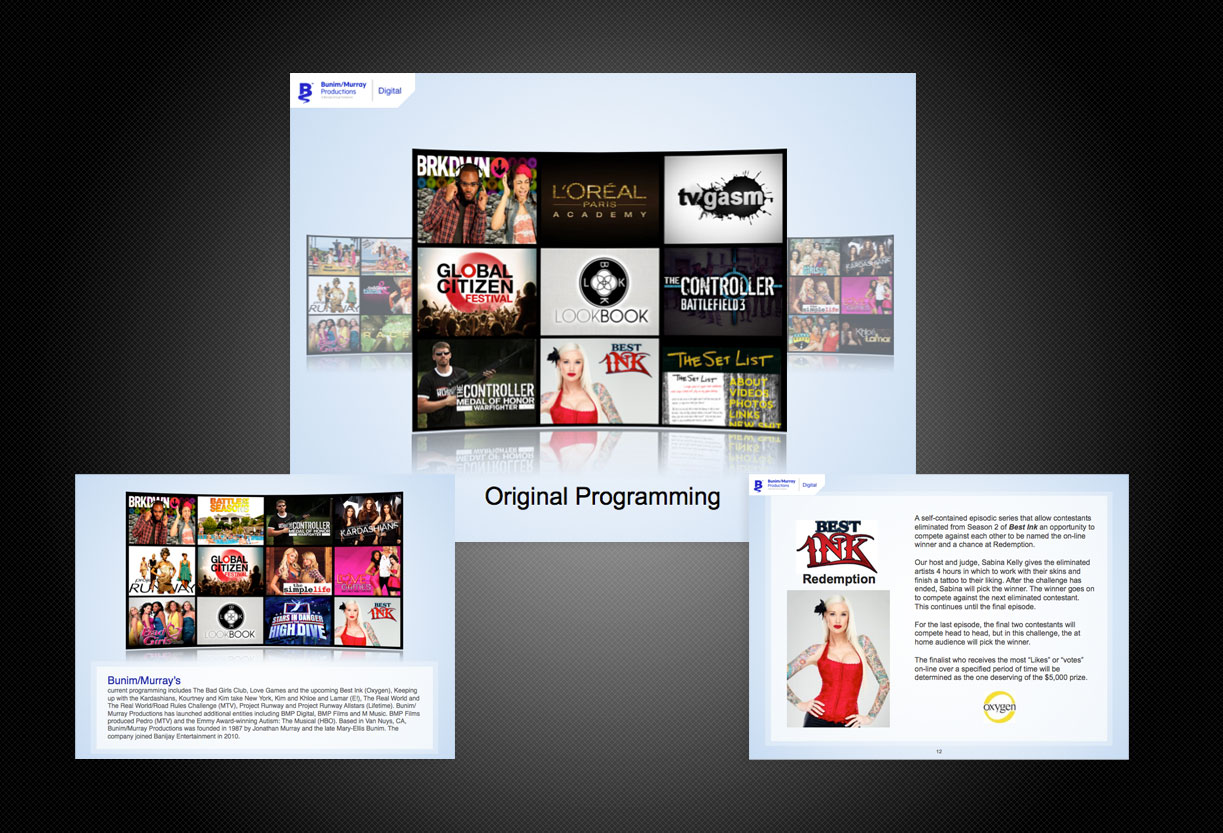 Bunim/Murray
Productions
Digital
BRKDWN
L'ORÉAL
PARIS
ACADEMY
tv gasm
GLOBAL
CITIZEN
FESTIVAL
B
L K
K
LOOKBOOK
THE
CONTROLLER
BATTLEFIELD 3
THE
CONTROLLER
MEDAL OF HONOR
WARFIGHTER
BEST
INK
THE SET LIST
THE SET LIST
ABOUT
VIDEOS
PHOTOS
LINKS
NEW SHIT
RUNWAY
KARDASHIANS
the simple life
Khloé
Lamar
Original Programming
BRKDWN
BATTLE
SEASONS
THE
CONTROLLER
MEDAL OF HONOR
KARDASHIANS
PROJECT
RUNWAY
GLOBAL
CITIZEN
FESTIVAL
the simple life
LOVE
GAMES
Bad Girls
LOOKBOOK
STARS IN DANGER
HIGH DIVE
BEST
INK
Bunim/Murray's
current programming includes The Bad Girls Club, Love Games and the upcoming Best Ink (Oxygen), Keeping
up with the Kardashians, Kourtney and Kim take New York, Kim and Khloe and Lamar (E!), The Real World and
The Real World/Road Rules Challenge (MTV), Project Runway and Project Runway Allstars (Lifetime). Bunim/
Murray Productions has launched additional entities including BMP Digital, BMP Films and M Music. BMP Films
produced Pedro (MTV) and the Emmy Award-winning Autism: The Musical (HBO). Based in Van Nuys, CA,
Bunim/Murray Productions was founded in 1987 by Jonathan Murray and the late Mary-Ellis Bunim. The
company joined Banijay Entertainment in 2010.
Bunim/Murray
Productions
Digital
BEST
INK
Redemption
A self-contained episodic series that allow contestants
eliminated from Season 2 of Best Ink an opportunity to
compete against each other to be named the on-line
winner and a chance at Redemption.
Our host and judge, Sabina Kelly gives the eliminated
artists 4 hours in which to work with their skins and
finish a tattoo to their liking. After the challenge has
ended, Sabina will pick the winner. The winner goes on
to compete against the next eliminated contestant.
This continues until the final episode.
For the last episode, the final two contestants will
compete head to head, but in this challenge, the at
home audience will pick the winner.
The finalist who receives the most "Likes" or "votes"
on-line over a specified period of time will be
determined as the one deserving of the $5,000 prize.
oxygen
12